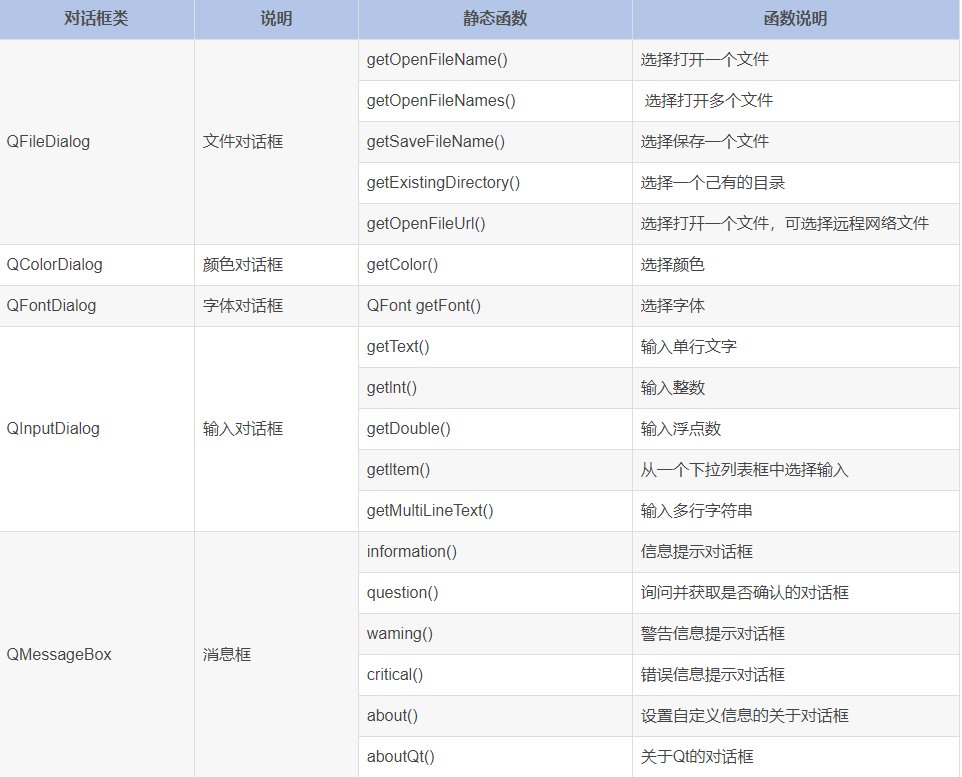 对话框类 说明 静态函数 函数说明
QFileDialog 文件对话框 getOpenFileName() 选择打开一个文件
getOpenFileNames() 选择打开多个文件
getSaveFileName() 选择保存一个文件
getExistingDirectory() 选择一个己有的目录
getOpenFileUrl() 选择打幵一个文件，可选择远程网络文件
QColorDialog 颜色对话框 getColor() 选择颜色
QFontDialog 字体对话框 QFont getFont() 选择字体
QInputDialog 输入对话框 getText() 输入单行文字
getlnt() 输入整数
getDouble() 输入浮点数
getltem() 从一个下拉列表框中选择输入
getMultiLineText() 输入多行字符串
QMessageBox 消息框 information() 信息提示对话框
question() 询问并获取是否确认的对话框
waming() 警告信息提示对话框
critical() 错误信息提示对话框
about() 设置自定义信息的关于对话框
aboutQt() 关于Qt的对话框